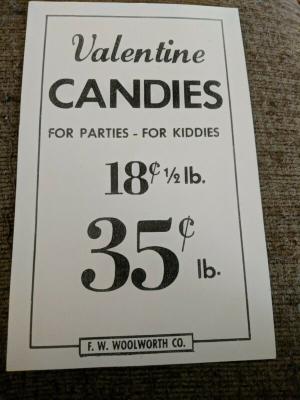 Valentine
CANDIES
FOR PARTIES - FOR KIDDIES
18¢ ½ lb.
35¢ lb.
F. W. WOOLWORTH CO.